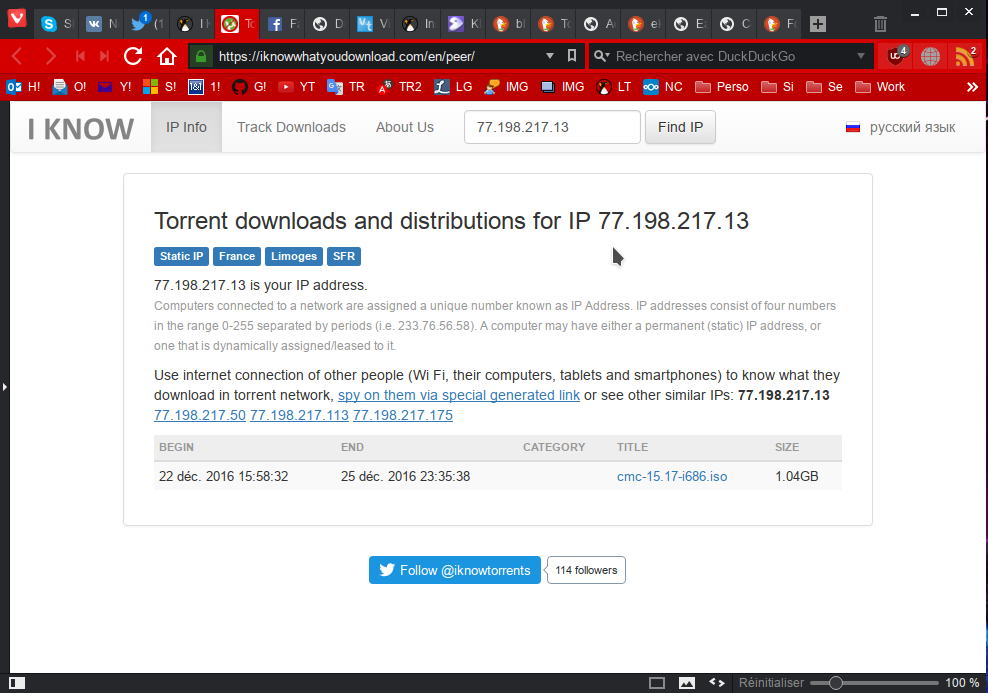 S N (1 I H To Fo D Vi In Kl bl To A el Ez C Fo
https://iknowwhatyoudownload.com/en/peer/ Rechercher avec DuckDuckGo 4 2
H! O! Y! S! 181 1! G! YT TR TR2 LG IMG IMG LT NC Perso Si Se Work
I KNOW IP Info Track Downloads About Us 77.198.217.13 Find IP русский язык
Torrent downloads and distributions for IP 77.198.217.13
Static IP France Limoges SFR
77.198.217.13 is your IP address.
Computers connected to a network are assigned a unique number known as IP Address. IP addresses consist of four numbers
in the range 0-255 separated by periods (i.e. 233.76.56.58). A computer may have either a permanent (static) IP address, or
one that is dynamically assigned/leased to it.
Use internet connection of other people (Wi Fi, their computers, tablets and smartphones) to know what they
download in torrent network, spy on them via special generated link or see other similar IPs: 77.198.217.13
77.198.217.50 77.198.217.113 77.198.217.175
BEGIN END CATEGORY TITLE SIZE
22 déc. 2016 15:58:32 25 déc. 2016 23:35:38 cmc-15.17-i686.iso 1.04GB
Follow @iknowtorrents 114 followers
Réinitialiser 100 %